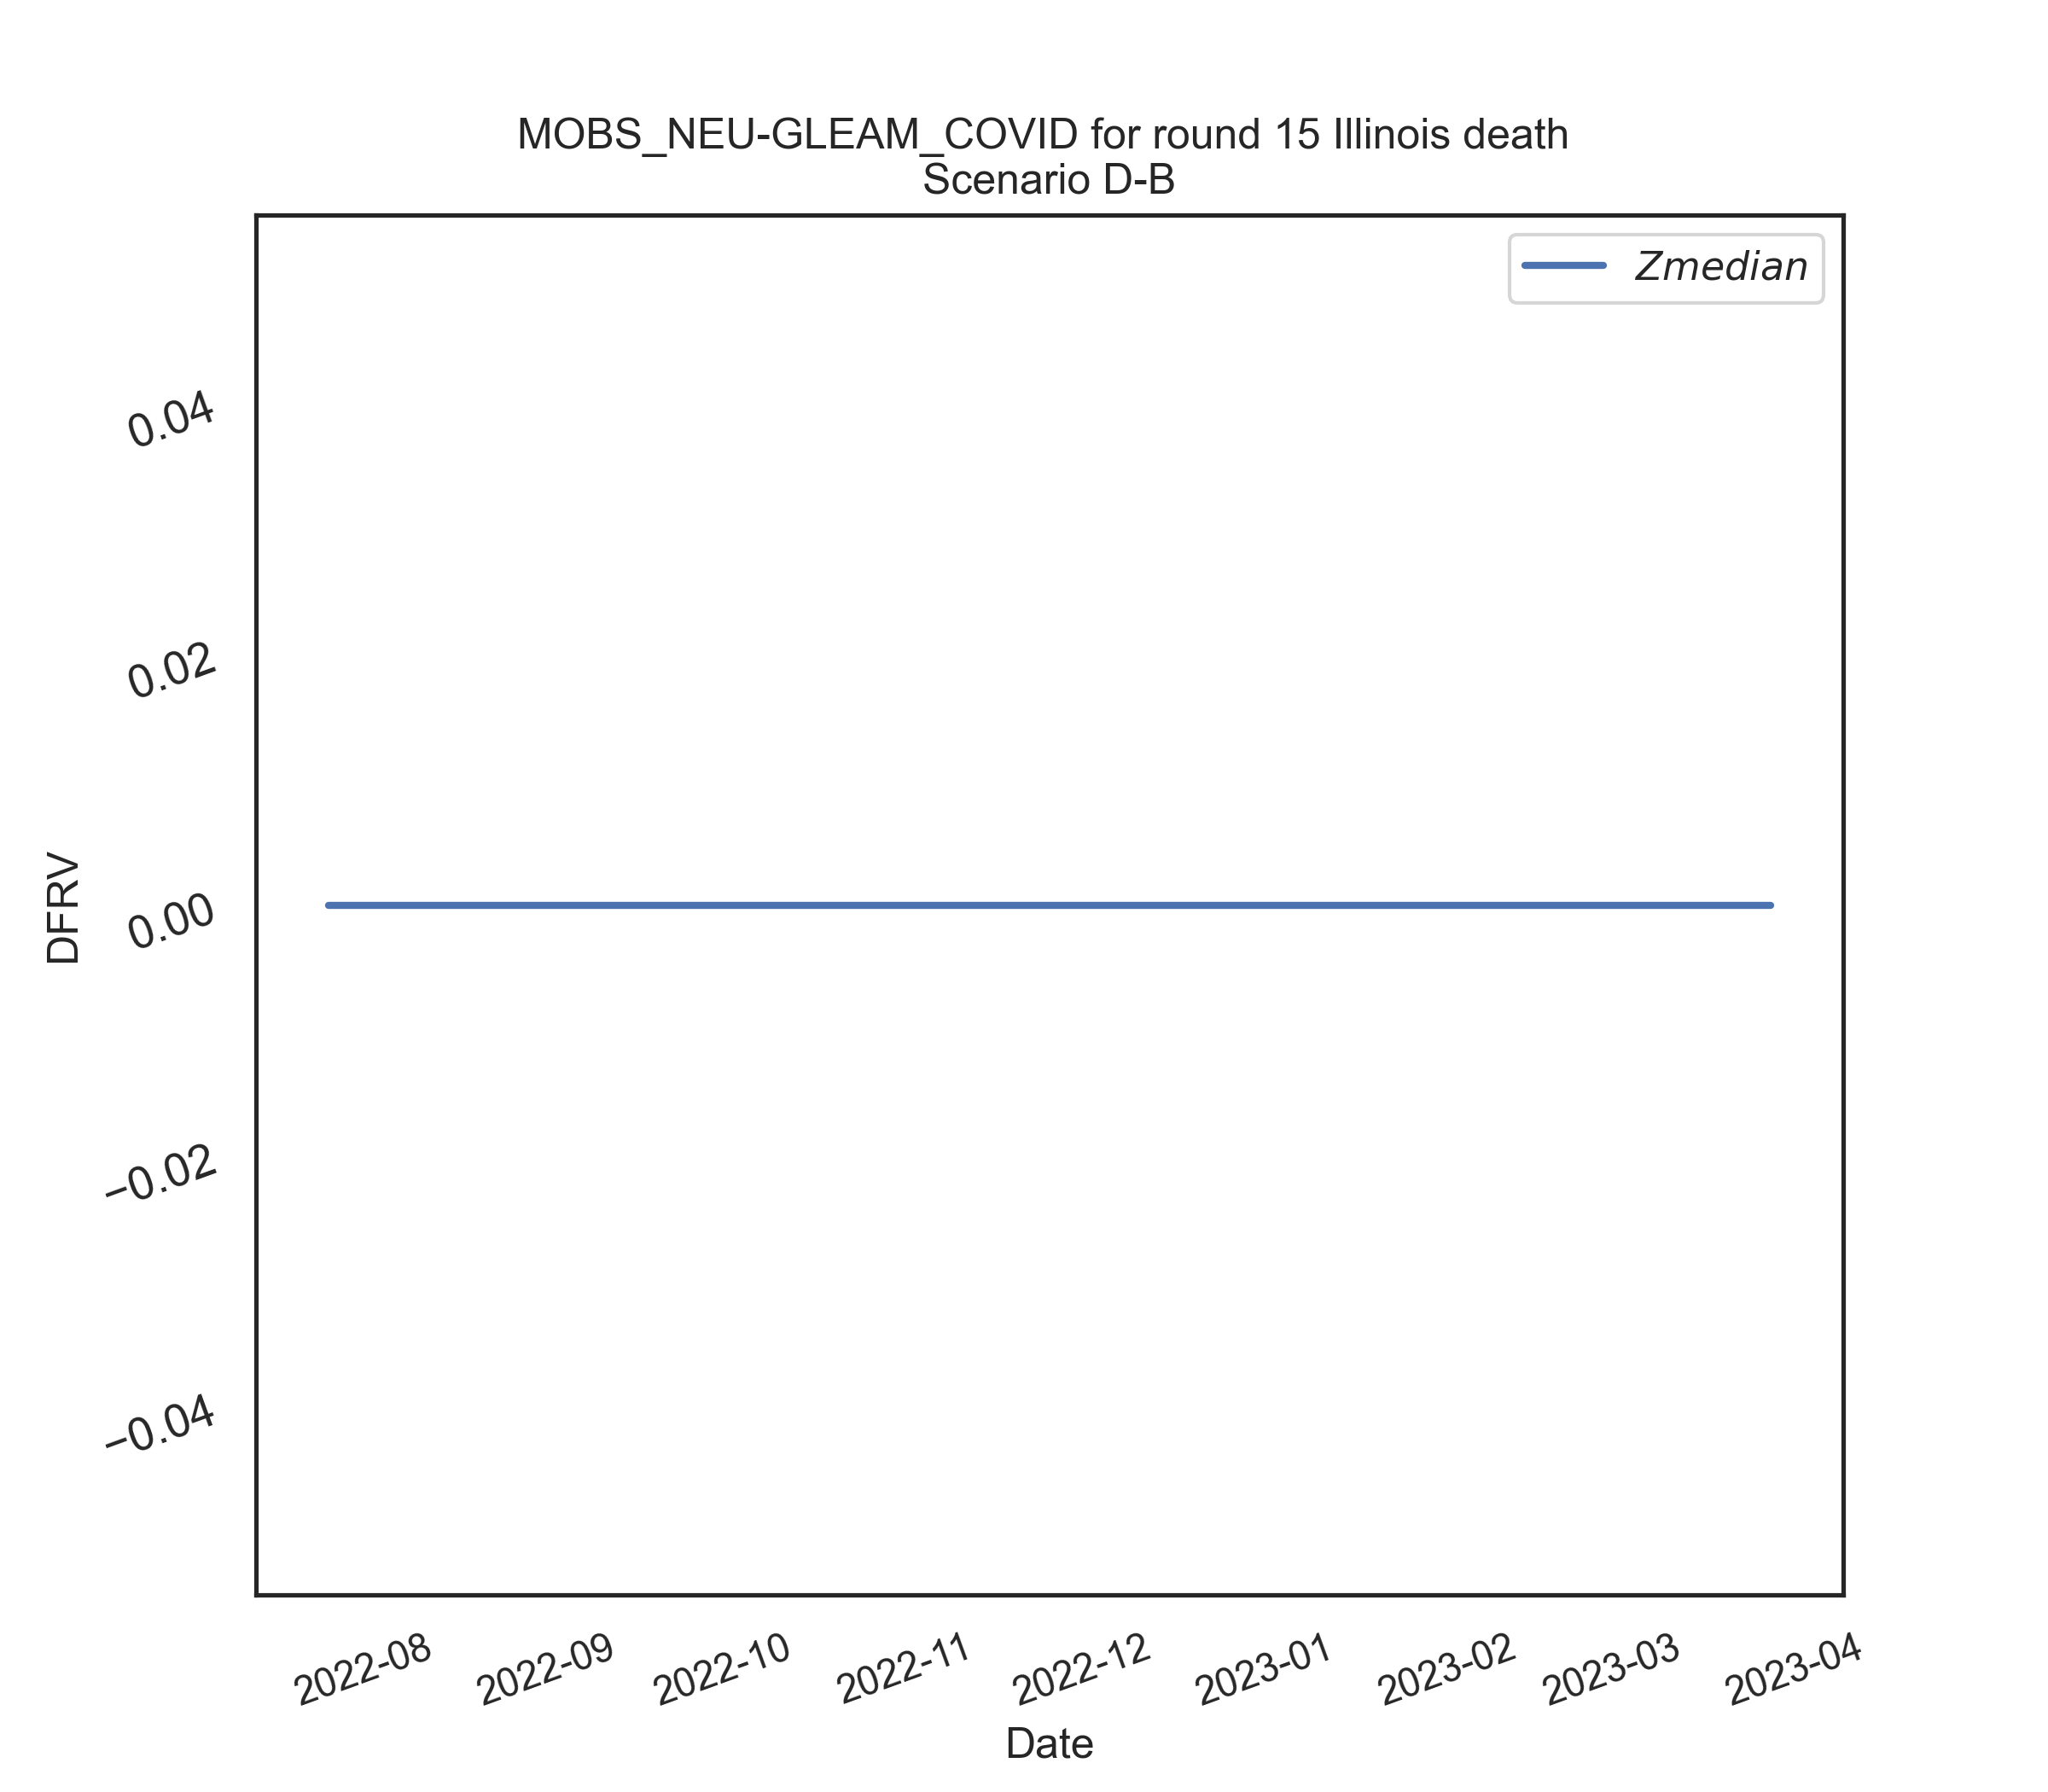 MOBS_NEU-GLEAM_COVID for round 15 Illinois death
Scenario D-B
Zmedian
0.04
0.02
0.00
−0.02
−0.04
DFRV
2022-08
2022-09
2022-10
2022-11
2022-12
2023-01
2023-02
2023-03
2023-04
Date